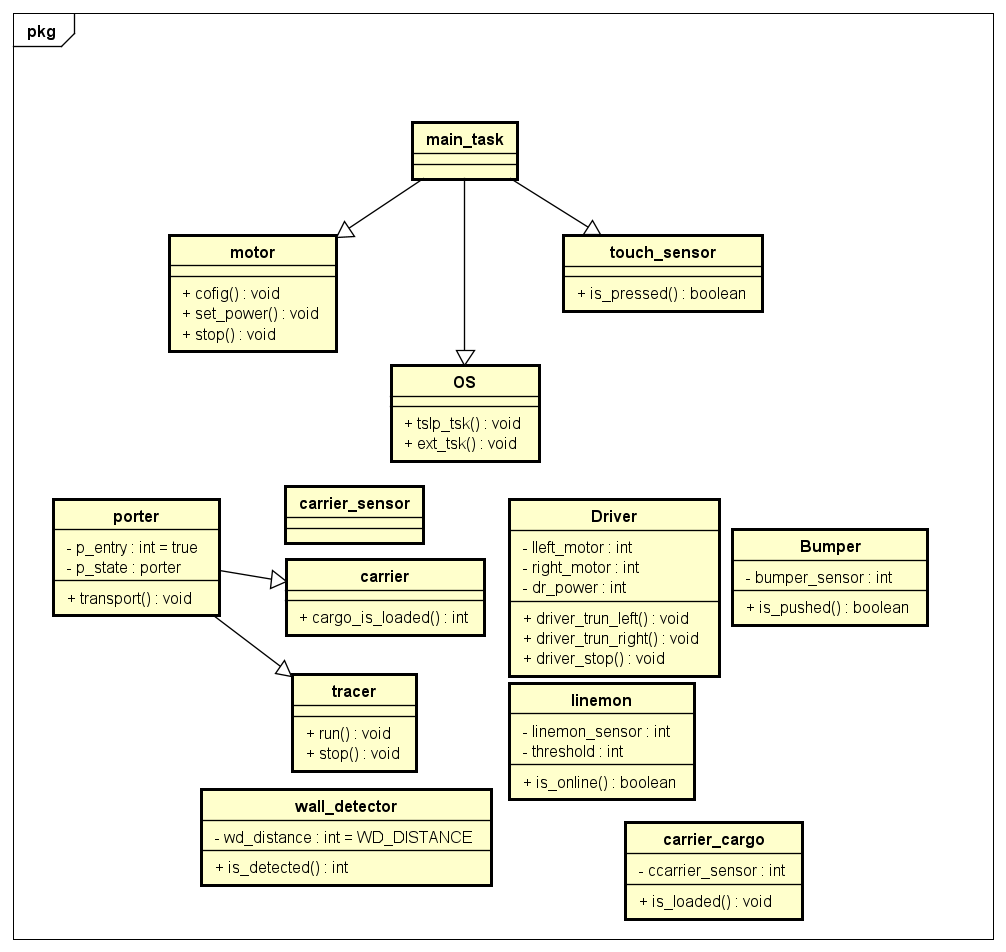 pkg
main_task
motor
+ cofig() : void
+ set_power() : void
+ stop() : void
touch_sensor
+ is_pressed() : boolean
OS
+ tslp_tsk() : void
+ ext_tsk() : void
porter
- p_entry : int = true
- p_state : porter
+ transport() : void
carrier_sensor
carrier
+ cargo_is_loaded() : int
Driver
- lleft_motor : int
- right_motor : int
- dr_power : int
+ driver_trun_left() : void
+ driver_trun_right() : void
+ driver_stop() : void
Bumper
- bumper_sensor : int
+ is_pushed() : boolean
tracer
+ run() : void
+ stop() : void
linemon
- linemon_sensor : int
- threshold : int
+ is_online() : boolean
wall_detector
- wd_distance : int = WD_DISTANCE
+ is_detected() : int
carrier_cargo
- ccarrier_sensor : int
+ is_loaded() : void